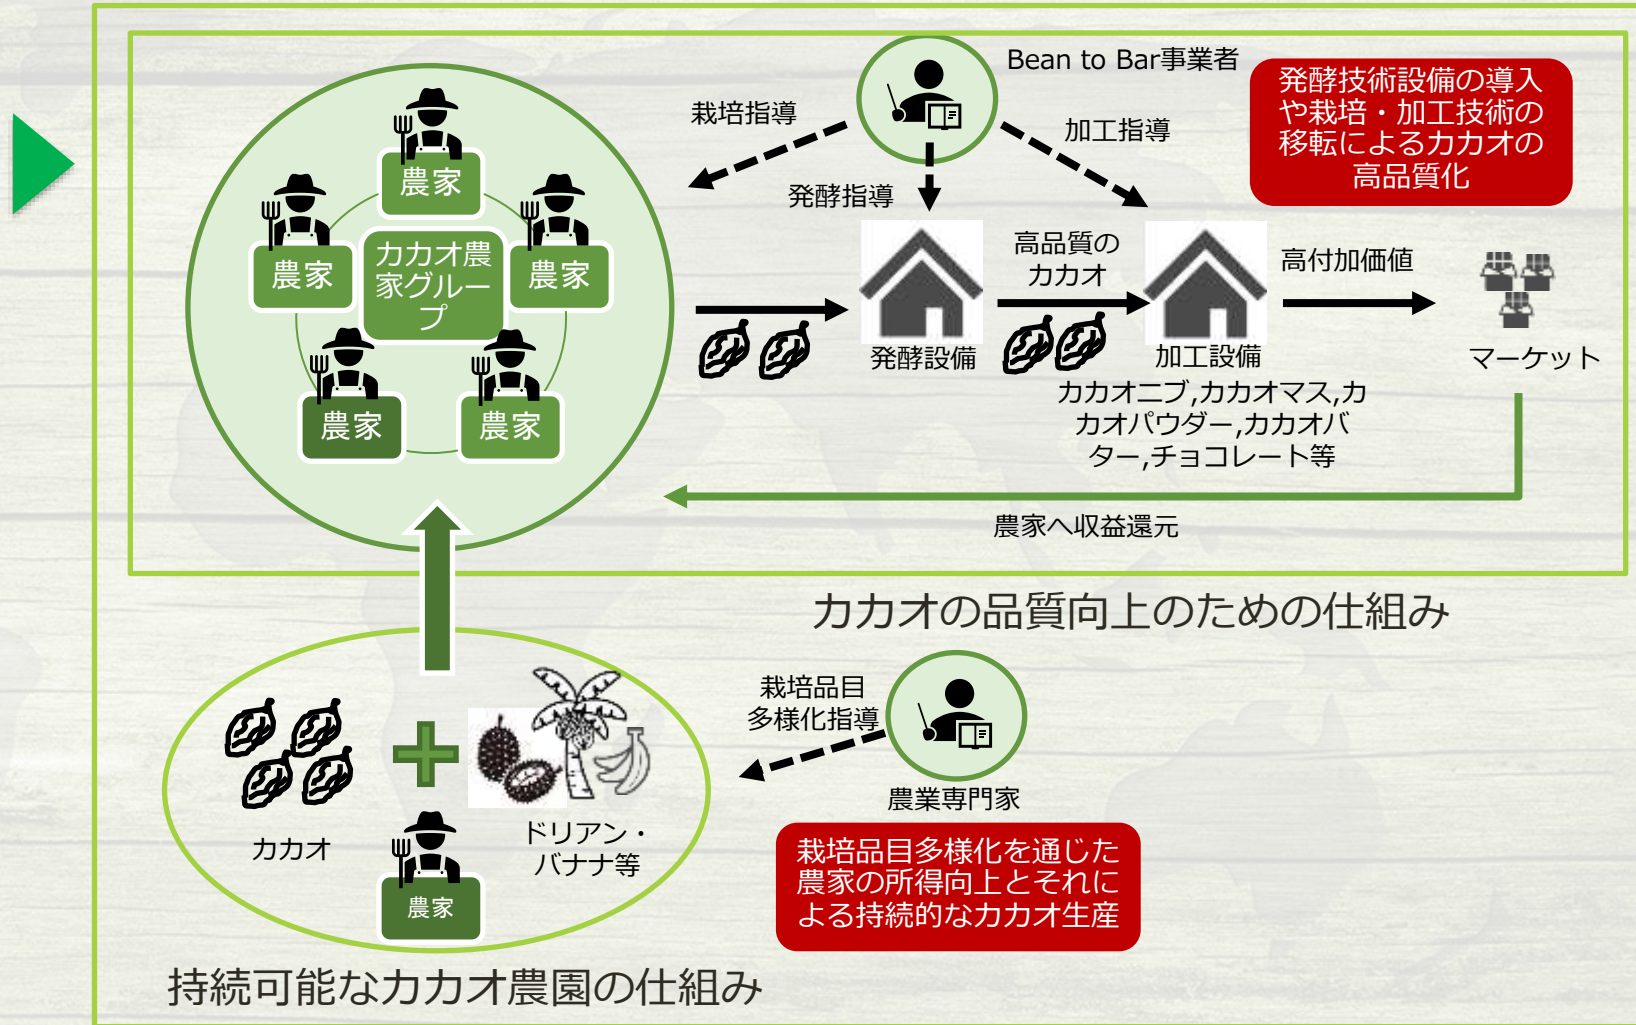 Bean to Bar事業者
発酵技術設備の導入
や栽培・加工技術の
移転によるカカオの
高品質化
栽培指導
加工指導
発酵指導
農家
農家
カカオ農
家グルー
プ
農家
農家
農家
高品質の
カカオ
高付加価値
発酵設備
加工設備
マーケット
カカオニブ,カカオマス,カ
カオパウダー,カカオバ
ター,チョコレート等
農家へ収益還元
カカオの品質向上のための仕組み
栽培品目
多様化指導
農業専門家
カカオ
ドリアン・
バナナ等
農家
栽培品目多様化を通じた
農家の所得向上とそれに
よる持続的なカカオ生産
持続可能なカカオ農園の仕組み